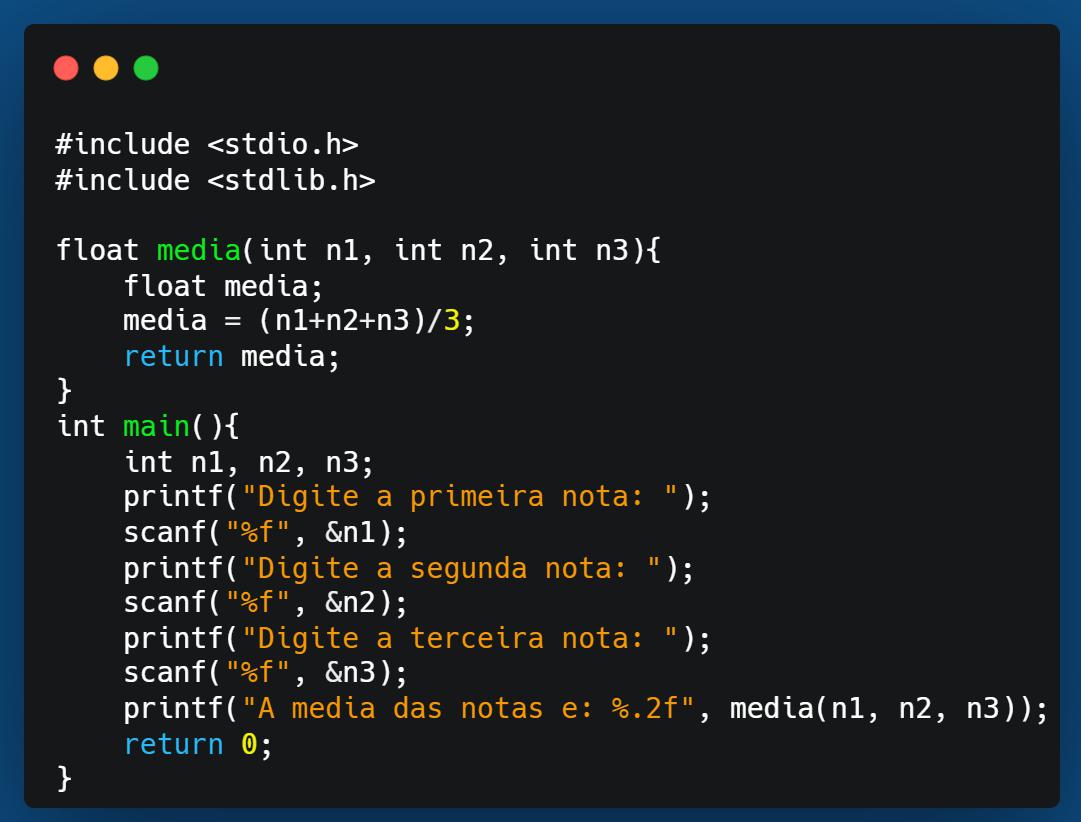 #include <stdio.h>
#include <stdlib.h>

float media(int n1, int n2, int n3){
    float media;
    media = (n1+n2+n3)/3;
    return media;
}
int main(){
    int n1, n2, n3;
    printf("Digite a primeira nota: ");
    scanf("%f", &n1);
    printf("Digite a segunda nota: ");
    scanf("%f", &n2);
    printf("Digite a terceira nota: ");
    scanf("%f", &n3);
    printf("A media das notas e: %.2f", media(n1, n2, n3));
    return 0;
}